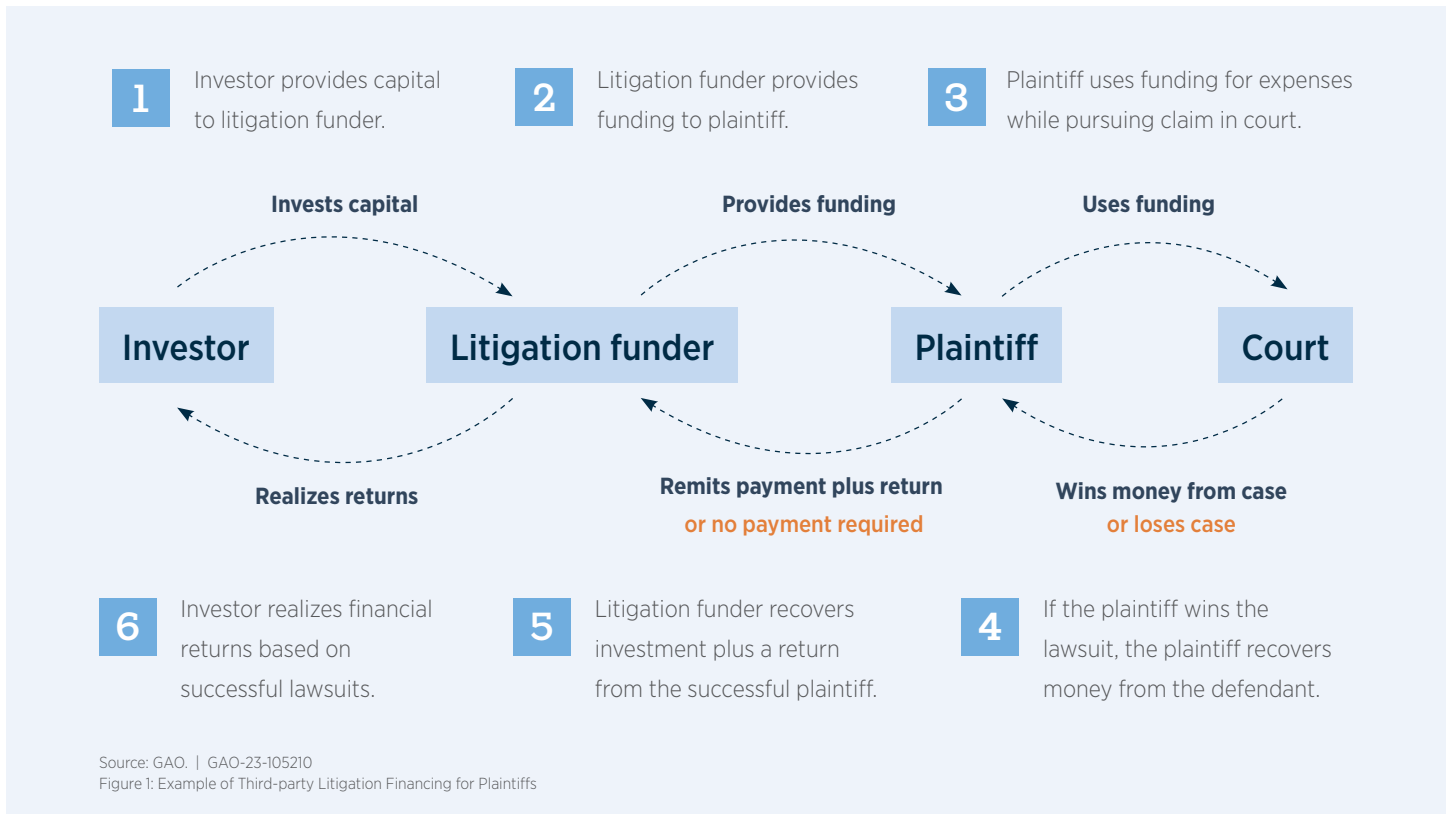 1
Investor provides capital
to litigation funder.
2
Litigation funder provides
funding to plaintiff.
3
Plaintiff uses funding for expenses
while pursuing claim in court.
Invests capital
Provides funding
Uses funding
Investor
Litigation funder
Plaintiff
Court
Realizes returns
Remits payment plus return
or no payment required
Wins money from case
or loses case
6
Investor realizes financial
returns based on
successful lawsuits.
5
Litigation funder recovers
investment plus a return
from the successful plaintiff.
4
If the plaintiff wins the
lawsuit, the plaintiff recovers
money from the defendant.
Source: GAO. | GAO-23-105210
Figure 1: Example of Third-party Litigation Financing for Plaintiffs